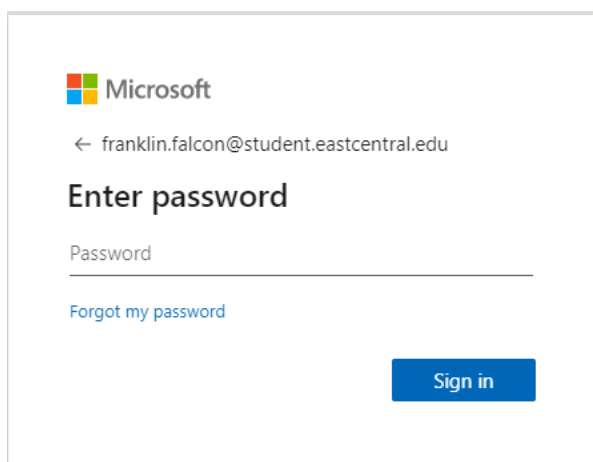 Microsoft
← franklin.falcon@student.eastcentral.edu
Enter password
Password
Forgot my password
Sign in